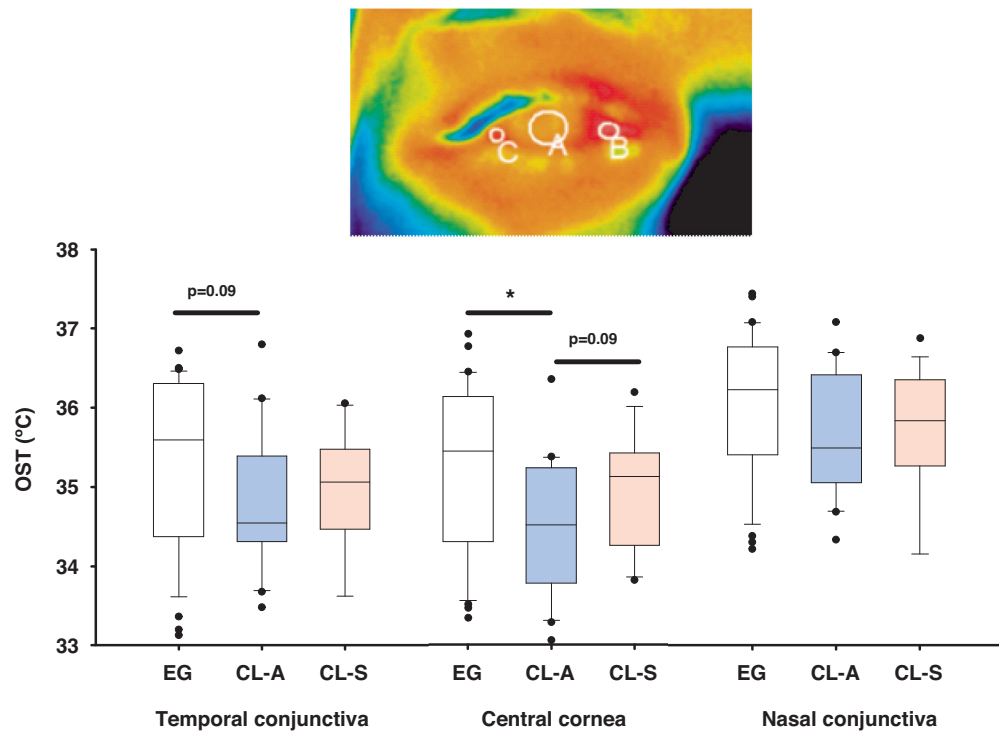 C A B
38
37
36
35
34
33
OST (°C)
p=0.09
*
p=0.09
EG CL-A CL-S EG CL-A CL-S EG CL-A CL-S
Temporal conjunctiva Central cornea Nasal conjunctiva